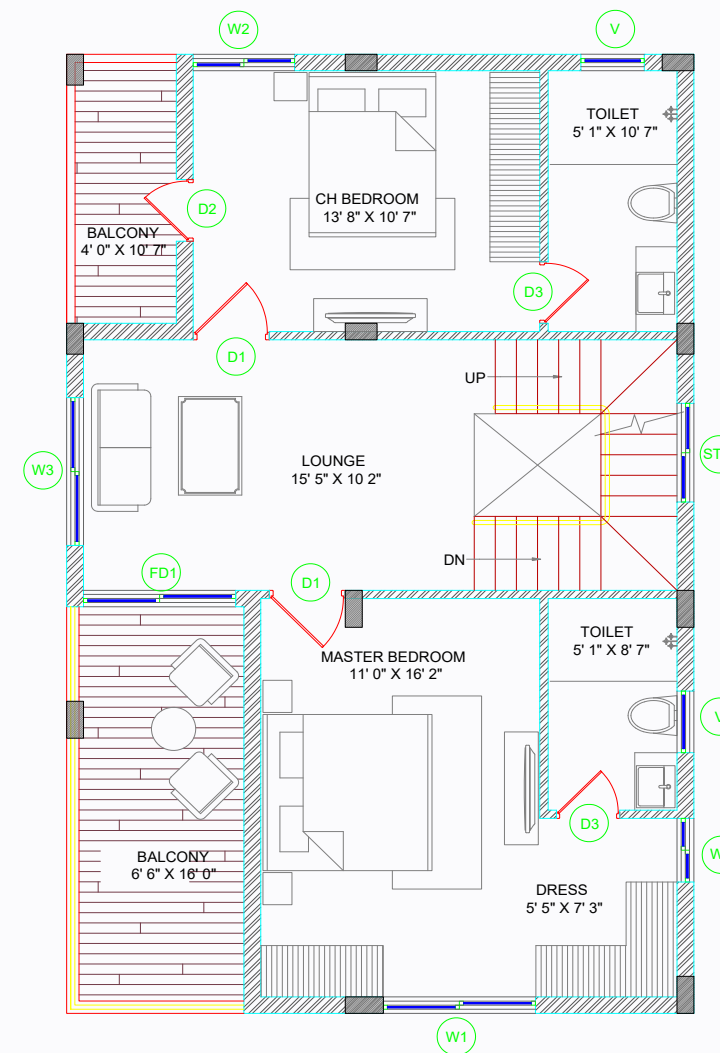 W2
V
TOILET
5' 1" X 10' 7"
CH BEDROOM
13' 8" X 10' 7"
D2
BALCONY
4' 0" X 10' 7"
D3
D1
UP
LOUNGE
15' 5" X 10 2"
W3
ST
DN
FD1
D1
TOILET
5' 1" X 8' 7"
MASTER BEDROOM
11' 0" X 16' 2"
V
D3
W
BALCONY
6' 6" X 16' 0"
DRESS
5' 5" X 7' 3"
W1